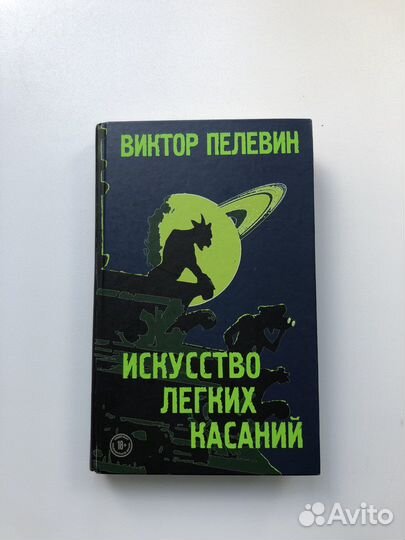 ВИКТОР ПЕЛЕВИН
ИСКУССТВО
ЛЕГКИХ
КАСАНИЙ
18+
Avito